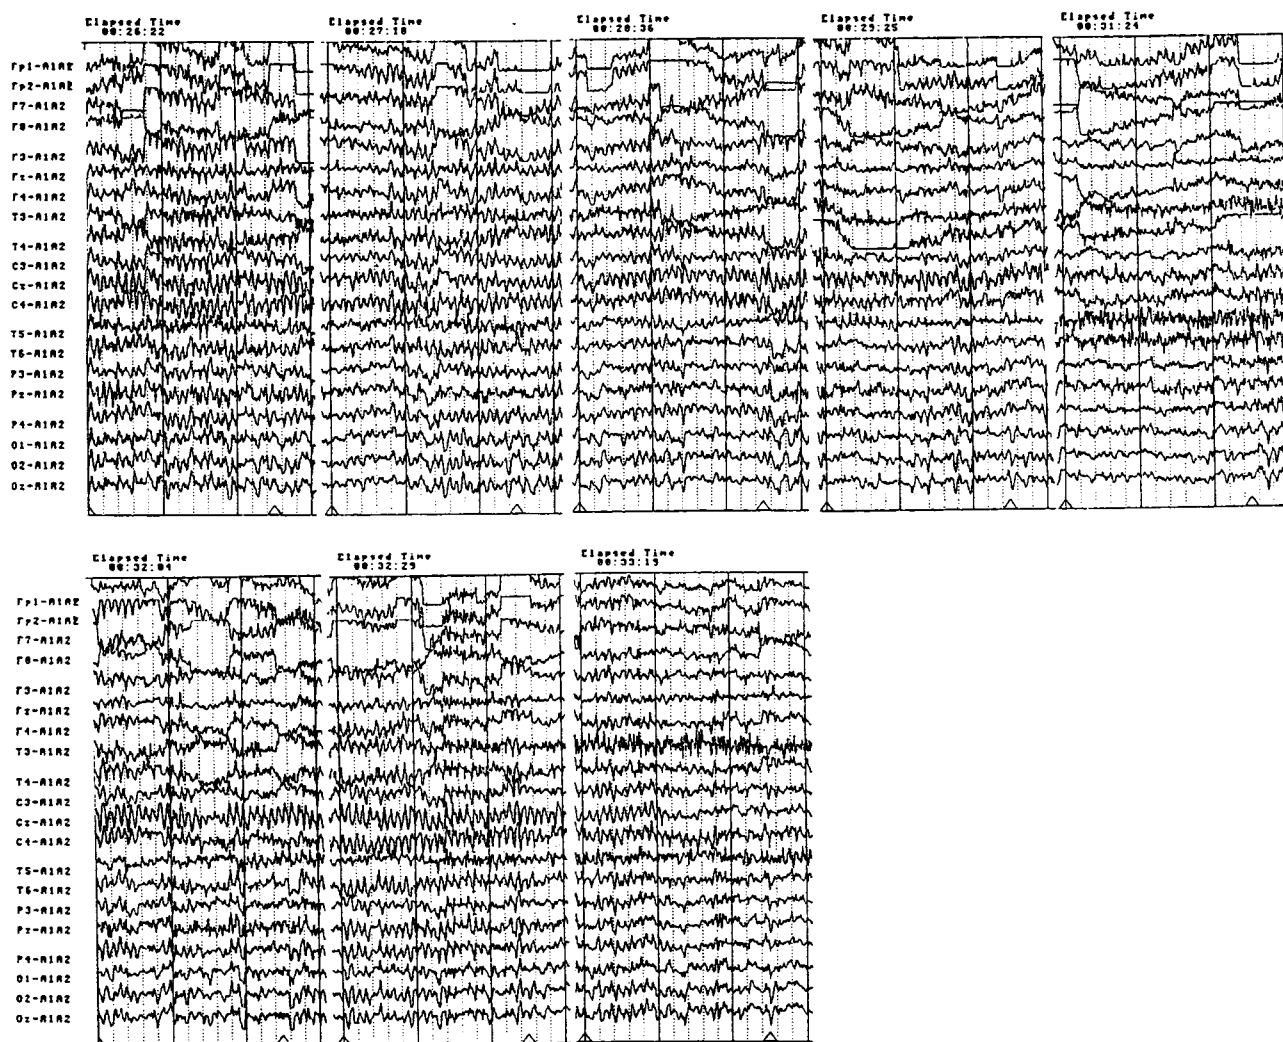 Elapsed Time Elapsed Time Elapsed Time Elapsed Time Elapsed Time
00:26:22 00:27:18 00:28:36 00:29:25 00:31:24
Fp1-A1A2
Fp2-A1A2
F7-A1A2
F8-A1A2
F3-A1A2
Fz-A1A2
F4-A1A2
T3-A1A2
T4-A1A2
C3-A1A2
Cz-A1A2
C4-A1A2
T5-A1A2
T6-A1A2
P3-A1A2
Pz-A1A2
P4-A1A2
O1-A1A2
O2-A1A2
Oz-A1A2
Elapsed Time Elapsed Time Elapsed Time
00:32:04 00:32:29 00:33:19
Fp1-A1A2
Fp2-A1A2
F7-A1A2
F8-A1A2
F3-A1A2
Fz-A1A2
F4-A1A2
T3-A1A2
T4-A1A2
C3-A1A2
Cz-A1A2
C4-A1A2
T5-A1A2
T6-A1A2
P3-A1A2
Pz-A1A2
P4-A1A2
O1-A1A2
O2-A1A2
Oz-A1A2